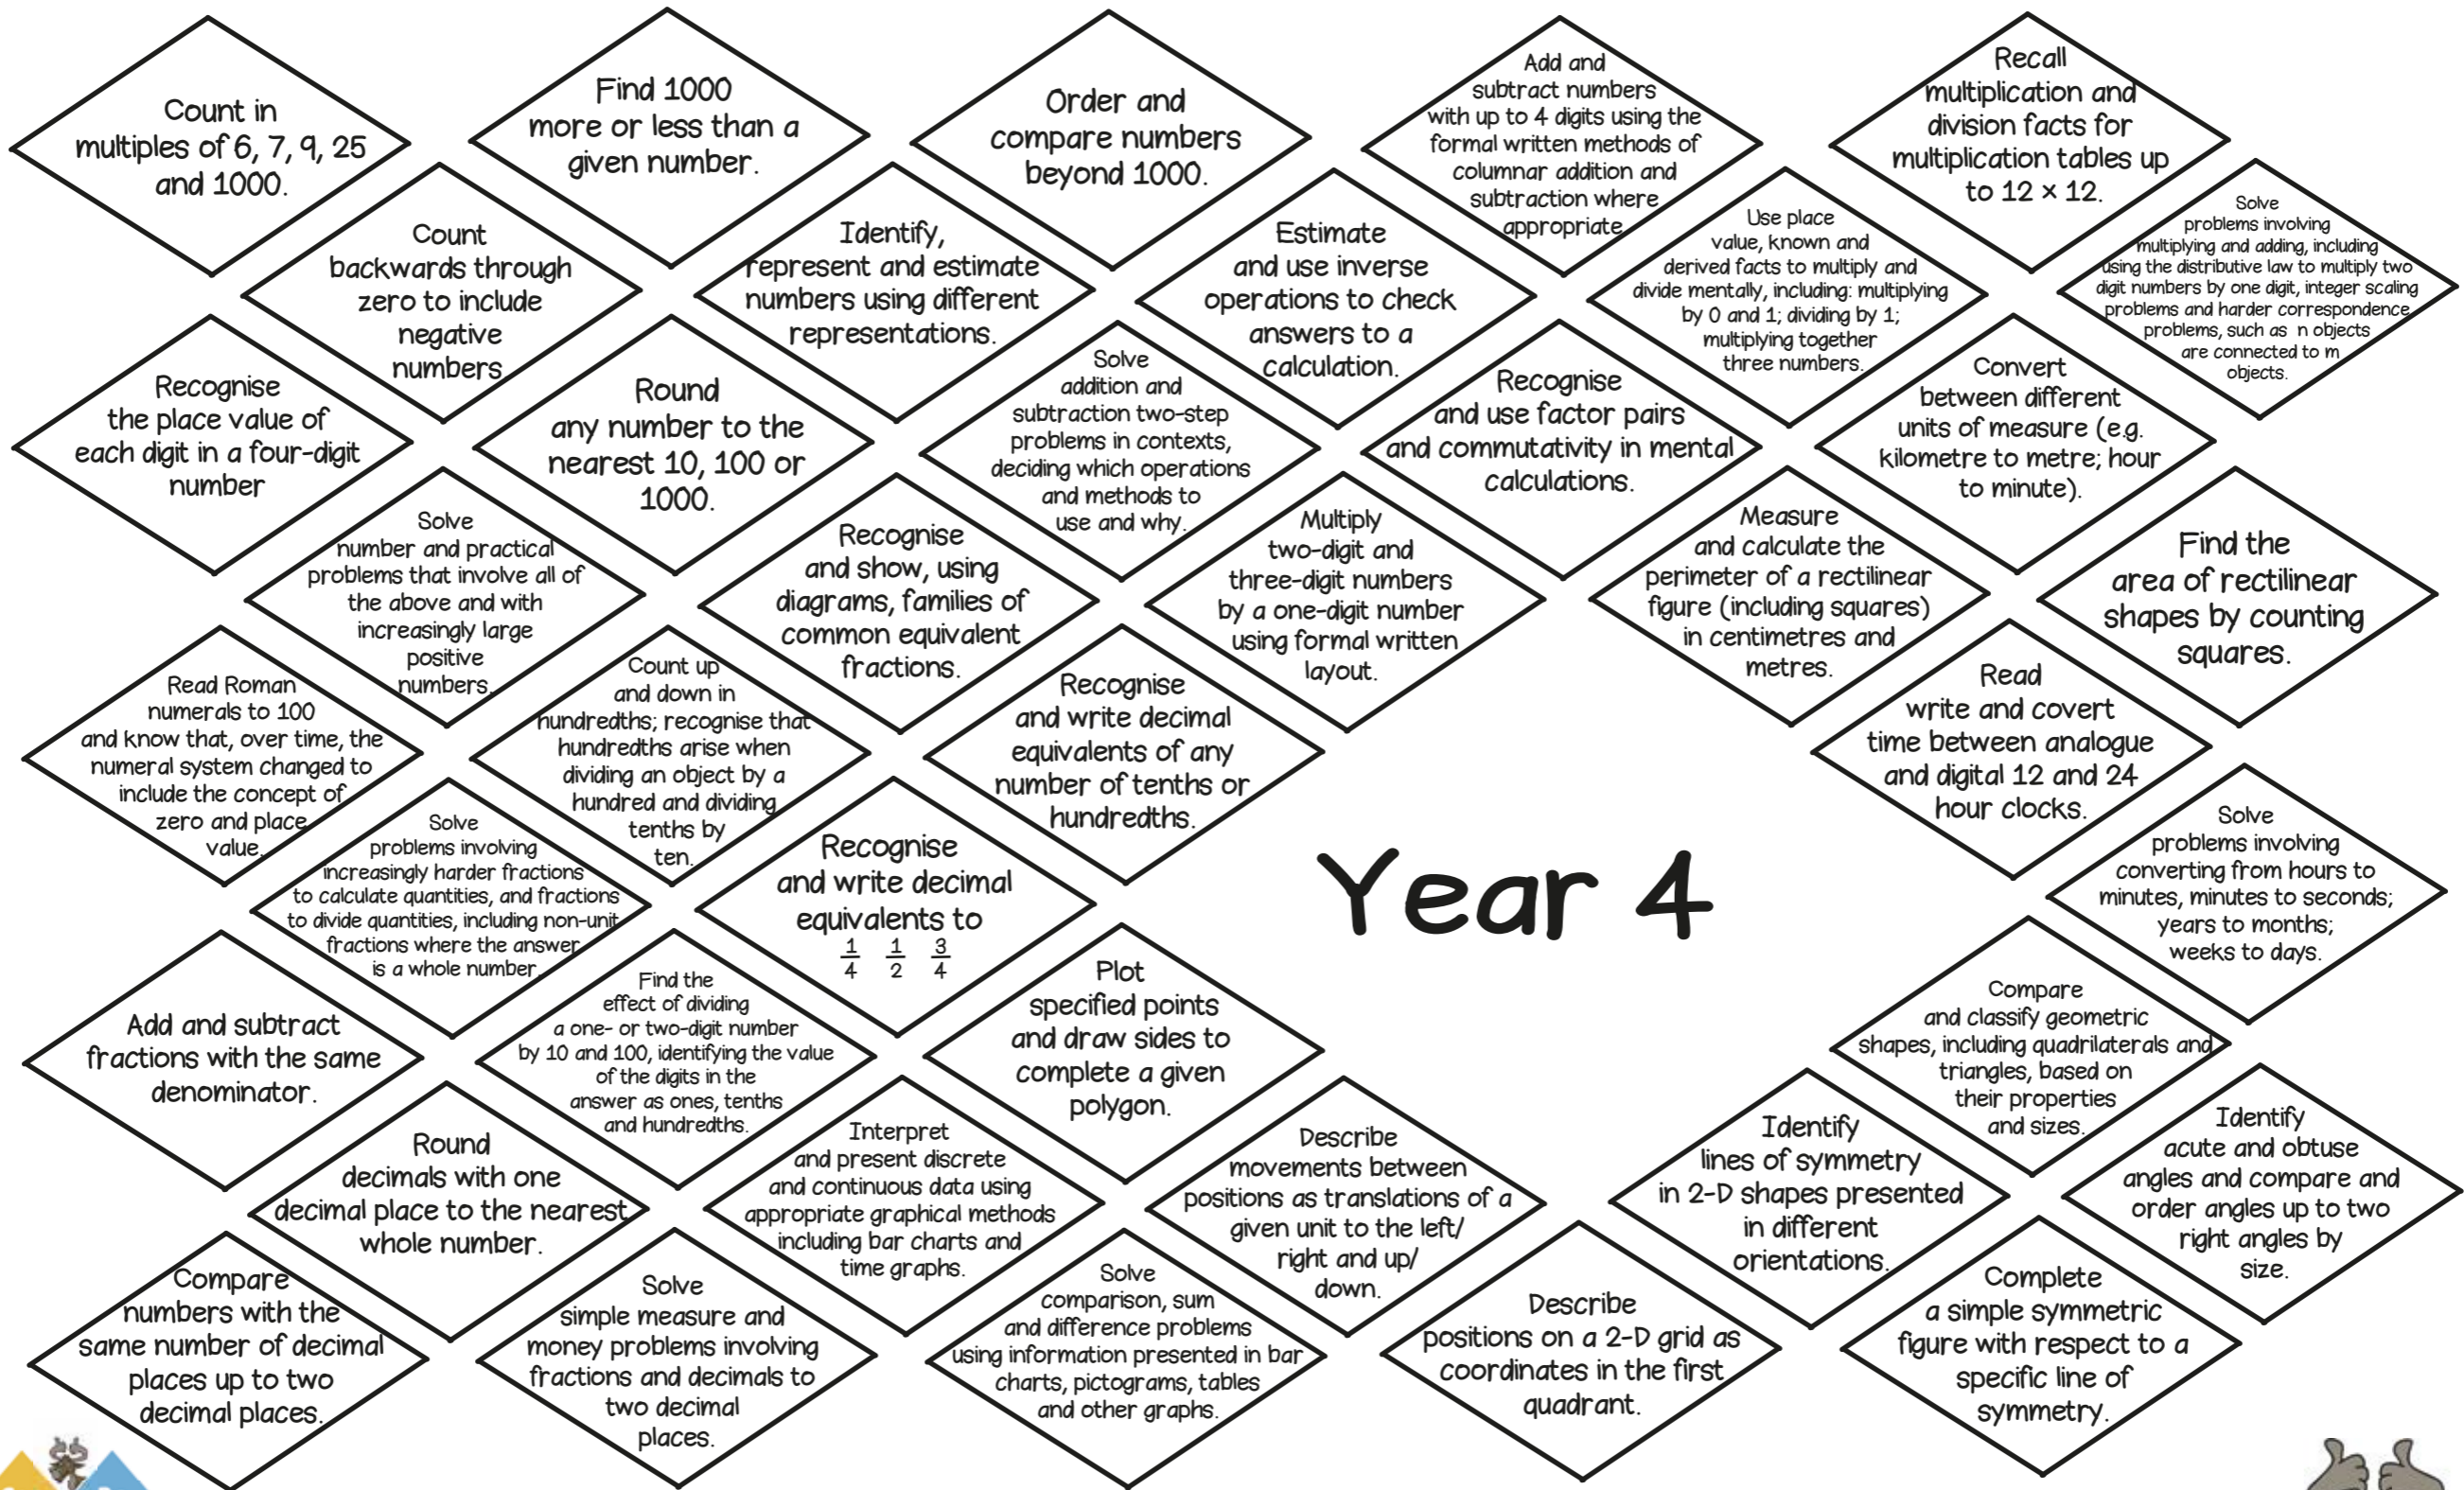 Count in
multiples of 6, 7, 9, 25
and 1000.
Find 1000
more or less than a
given number.
Order and
compare numbers
beyond 1000.
Add and
subtract numbers
with up to 4 digits using the
formal written methods of
columnar addition and
subtraction where
appropriate.
Recall
multiplication and
division facts for
multiplication tables up
to 12 × 12.
Count
backwards through
zero to include
negative
numbers
Identify,
represent and estimate
numbers using different
representations.
Estimate
and use inverse
operations to check
answers to a
calculation.
Use place
value, known and
derived facts to multiply and
divide mentally, including: multiplying
by 0 and 1; dividing by 1;
multiplying together
three numbers.
Solve
problems involving
multiplying and adding, including
using the distributive law to multiply two
digit numbers by one digit, integer scaling
problems and harder correspondence
problems, such as n objects
are connected to m
objects.
Recognise
the place value of
each digit in a four-digit
number
Round
any number to the
nearest 10, 100 or
1000.
Solve
addition and
subtraction two-step
problems in contexts,
deciding which operations
and methods to
use and why.
Recognise
and use factor pairs
and commutativity in mental
calculations.
Convert
between different
units of measure (e.g.
kilometre to metre; hour
to minute).
Solve
number and practical
problems that involve all of
the above and with
increasingly large
positive
numbers.
Recognise
and show, using
diagrams, families of
common equivalent
fractions.
Multiply
two-digit and
three-digit numbers
by a one-digit number
using formal written
layout.
Measure
and calculate the
perimeter of a rectilinear
figure (including squares)
in centimetres and
metres.
Find the
area of rectilinear
shapes by counting
squares.
Read Roman
numerals to 100
and know that, over time, the
numeral system changed to
include the concept of
zero and place
value.
Count up
and down in
hundredths; recognise that
hundredths arise when
dividing an object by a
hundred and dividing
tenths by
ten.
Recognise
and write decimal
equivalents of any
number of tenths or
hundredths.
Read
write and covert
time between analogue
and digital 12 and 24
hour clocks.
Solve
problems involving
increasingly harder fractions
to calculate quantities, and fractions
to divide quantities, including non-unit
fractions where the answer
is a whole number.
Recognise
and write decimal
equivalents to
1/4 1/2 3/4
Year 4
Solve
problems involving
converting from hours to
minutes, minutes to seconds;
years to months;
weeks to days.
Add and subtract
fractions with the same
denominator.
Find the
effect of dividing
a one- or two-digit number
by 10 and 100, identifying the value
of the digits in the
answer as ones, tenths
and hundredths.
Plot
specified points
and draw sides to
complete a given
polygon.
Compare
and classify geometric
shapes, including quadrilaterals and
triangles, based on
their properties
and sizes.
Round
decimals with one
decimal place to the nearest
whole number.
Interpret
and present discrete
and continuous data using
appropriate graphical methods
including bar charts and
time graphs.
Describe
movements between
positions as translations of a
given unit to the left/
right and up/
down.
Identify
lines of symmetry
in 2-D shapes presented
in different
orientations.
Identify
acute and obtuse
angles and compare and
order angles up to two
right angles by
size.
Compare
numbers with the
same number of decimal
places up to two
decimal places.
Solve
simple measure and
money problems involving
fractions and decimals to
two decimal
places.
Solve
comparison, sum
and difference problems
using information presented in bar
charts, pictograms, tables
and other graphs.
Describe
positions on a 2-D grid as
coordinates in the first
quadrant.
Complete
a simple symmetric
figure with respect to a
specific line of
symmetry.